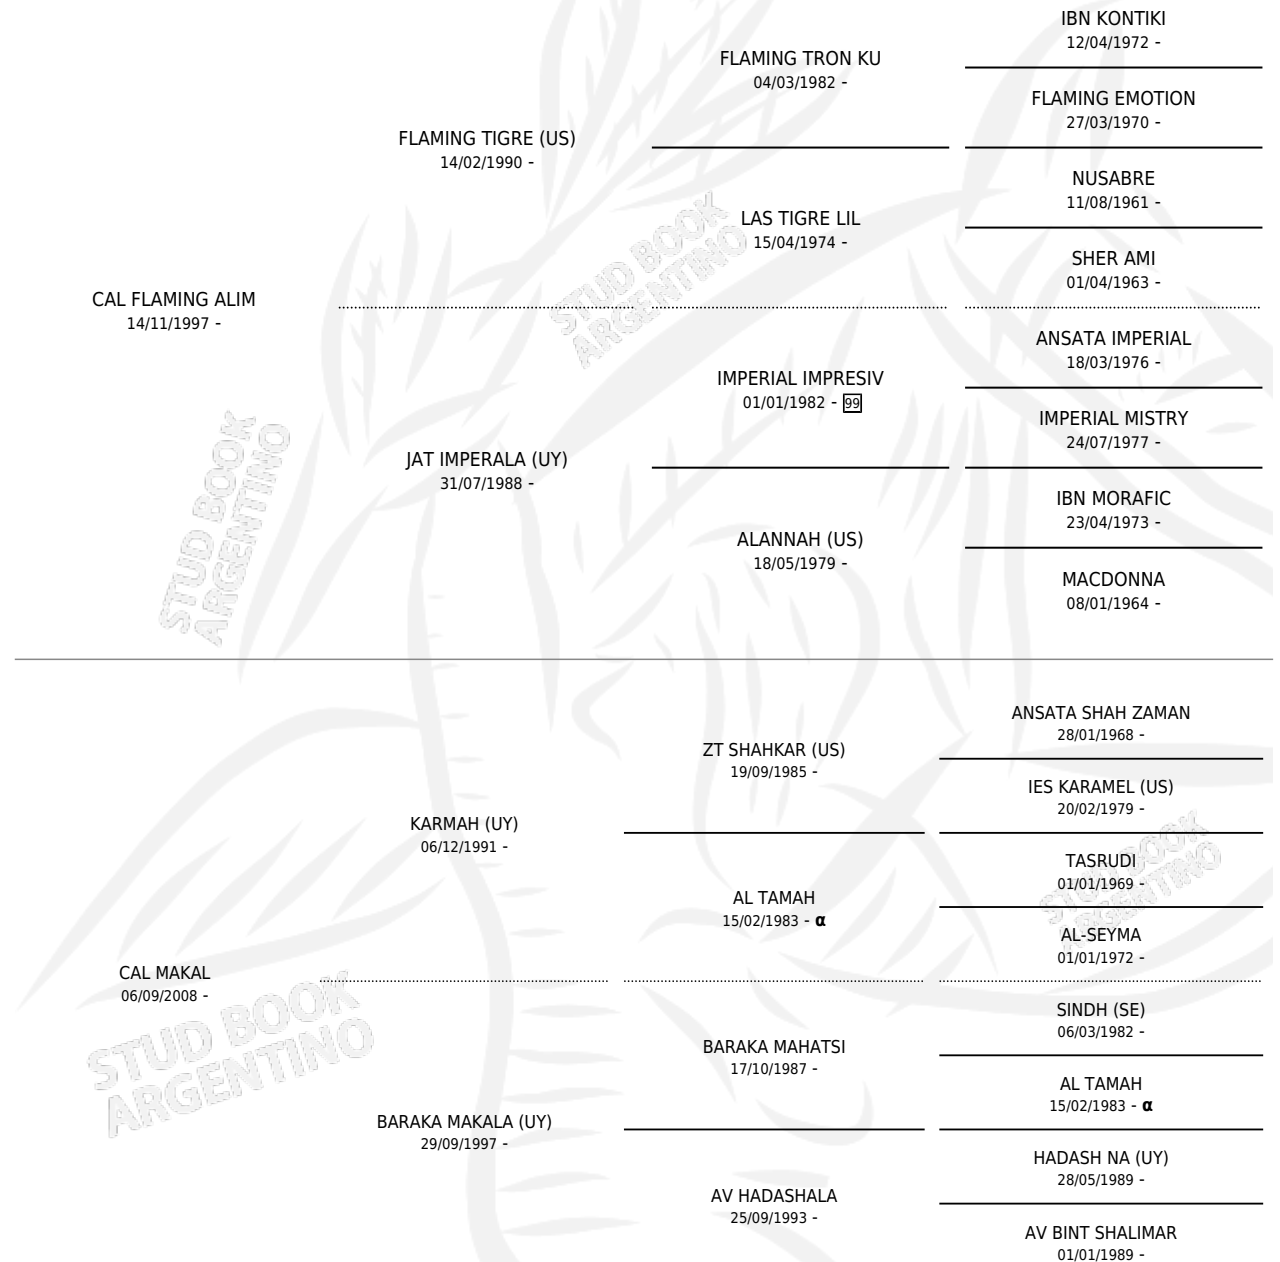 IBN KONTIKI
12/04/1972 -
FLAMING TRON KU
04/03/1982 -
FLAMING EMOTION
27/03/1970 -
FLAMING TIGRE (US)
14/02/1990 -
NUSABRE
11/08/1961 -
LAS TIGRE LIL
15/04/1974 -
SHER AMI
01/04/1963 -
CAL FLAMING ALIM
14/11/1997 -
STUD BOOK
ARGENTINO
ANSATA IMPERIAL
18/03/1976 -
IMPERIAL IMPRESIV
01/01/1982 - 99
IMPERIAL MISTRY
24/07/1977 -
JAT IMPERALA (UY)
31/07/1988 -
IBN MORAFIC
23/04/1973 -
ALANNAH (US)
18/05/1979 -
MACDONNA
08/01/1964 -
STUD BOOK
ARGENTINO
ANSATA SHAH ZAMAN
28/01/1968 -
ZT SHAHKAR (US)
19/09/1985 -
IES KARAMEL (US)
20/02/1979 -
KARMAH (UY)
06/12/1991 -
TASRUDI
01/01/1969 -
STUD BOOK
ARGENTINO
AL TAMAH
15/02/1983 - α
AL-SEYMA
01/01/1972 -
CAL MAKAL
06/09/2008 -
STUD BOOK
ARGENTINO
SINDH (SE)
06/03/1982 -
BARAKA MAHATSI
17/10/1987 -
AL TAMAH
15/02/1983 - α
BARAKA MAKALA (UY)
29/09/1997 -
HADASH NA (UY)
28/05/1989 -
AV HADASHALA
25/09/1993 -
AV BINT SHALIMAR
01/01/1989 -